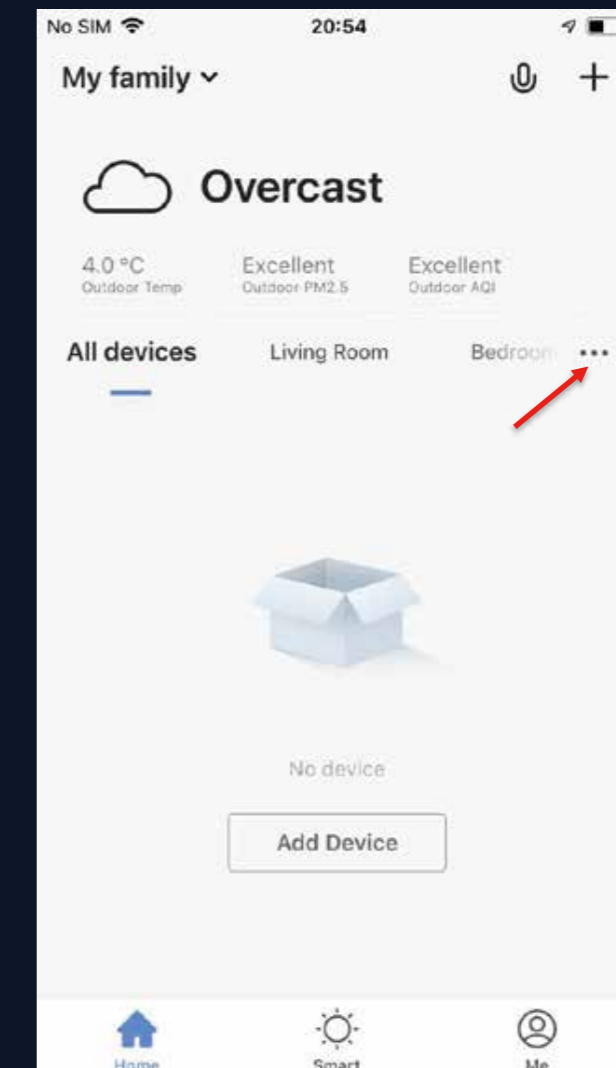 No SIM 20:54
My family
Overcast
4.0 °C Excellent Excellent
Outdoor Temp Outdoor PM2.5 Outdoor AQI
All devices Living Room Bedroom
No device
Add Device
Home Smart Me